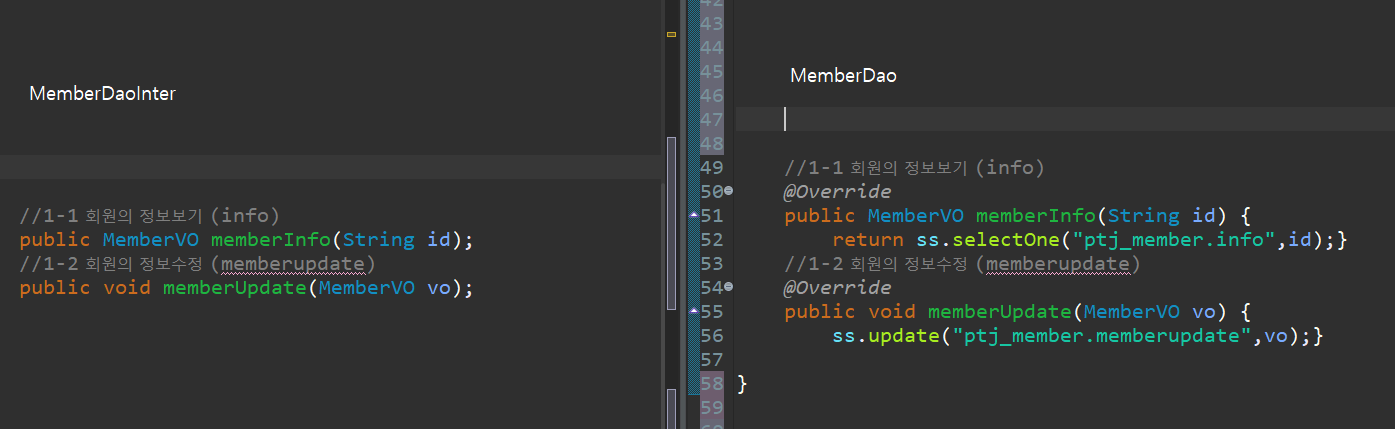 MemberDaoInter
//1-1 회원의 정보보기 (info)
public MemberVO memberInfo(String id);
//1-2 회원의 정보수정 (memberupdate)
public void memberUpdate(MemberVO vo);
42
43
44
45 MemberDao
46
47
48
49 //1-1 회원의 정보보기 (info)
50 @Override
51 public MemberVO memberInfo(String id) {
52 return ss.selectOne("ptj_member.info",id);}
53 //1-2 회원의 정보수정 (memberupdate)
54 @Override
55 public void memberUpdate(MemberVO vo) {
56 ss.update("ptj_member.memberupdate",vo);}
57
58 }
59